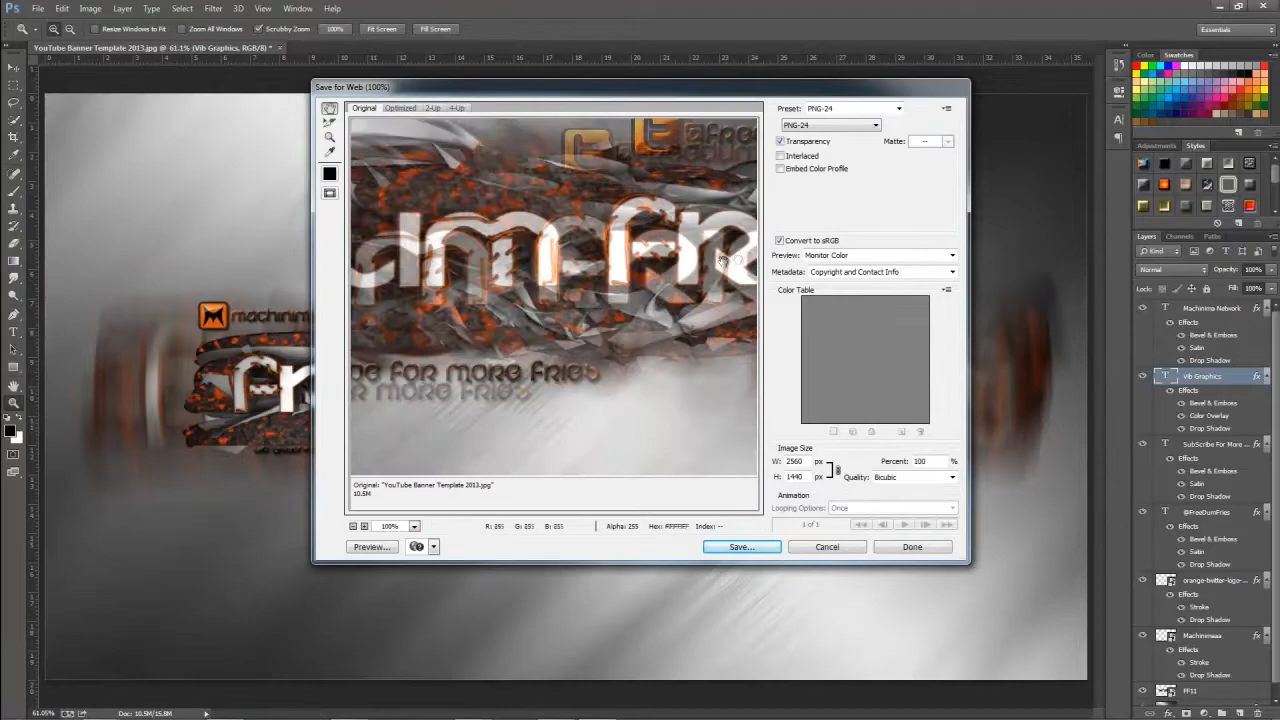 Ps File Edit Image Layer Type Select Filter 3D View Window Help
Resize Windows to Fit Zoom All Windows Scrubby Zoom 100% Fit Screen Fill Screen Essentials
YouTube Banner Template 2013.jpg @ 61.1% (Vib Graphics, RGB/8) *
Save for Web (100%)
Original Optimized 2-Up 4-Up
Preset: PNG-24
PNG-24
Transparency Matte: --
Interlaced
Embed Color Profile
Convert to sRGB
Preview: Monitor Color
Metadata: Copyright and Contact Info
Color Table
Image Size
W: 2560 px Percent: 100 %
H: 1440 px Quality: Bicubic
Animation
Looping Options: Once
1 of 1
for more Fries
Original: "YouTube Banner Template 2013.jpg"
10.5M
100% R: 255 G: 255 B: 255 Alpha: 255 Hex: FFFFFF Index: --
Preview... Save... Cancel Done
machinim
Color Swatches
Adjustments Styles
Layers Channels Paths
Kind
Normal Opacity: 100%
Lock: Fill: 100%
T Machinima Network fx
Effects
Bevel & Emboss
Satin
Drop Shadow
T Vib Graphics fx
Effects
Bevel & Emboss
Color Overlay
Drop Shadow
T SubScribe For More ...
Effects
Bevel & Emboss
Satin
Drop Shadow
T @FreeDumFries fx
Effects
Bevel & Emboss
Satin
Drop Shadow
orange-twitter-logo-...
Effects
Stroke
Drop Shadow
Machinimaaa fx
Effects
Stroke
Drop Shadow
FF11
61.05% Doc: 10.5M/15.8M